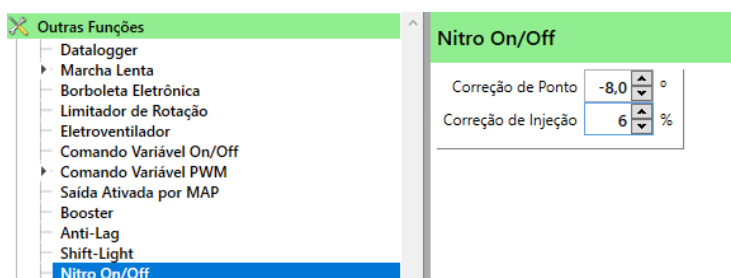 Outras Funções
Datalogger
Marcha Lenta
Borboleta Eletrônica
Limitador de Rotação
Eletroventilador
Comando Variável On/Off
Comando Variável PWM
Saída Ativada por MAP
Booster
Anti-Lag
Shift-Light
Nitro On/Off
Nitro On/Off
Correção de Ponto -8,0 º
Correção de Injeção 6 %